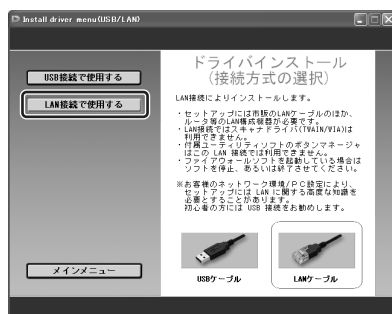 Install driver menu(USB/LAN)
USB接続で使用する
LAN接続で使用する
メインメニュー
ドライバインストール
(接続方式の選択)
LAN接続によりインストールします。
・セットアップには市販のLANケーブルのほか、
ルータ等のLAN構成機器が必要です。
・LAN接続ではスキャナドライバ(TWAIN/WIA)は
利用できません。
・付属ユーティリティソフトのボタンマネージャ
はこの LAN 接続では利用できません。
・ファイアウォールソフトを起動している場合は
ソフトを停止、あるいは終了させてください。
※お客様のネットワーク環境/PC設定により、
セットアップには LAN に関する高度な知識を
必要とすることがあります。
初心者の方には USB 接続をお勧めします。
USBケーブル
LANケーブル